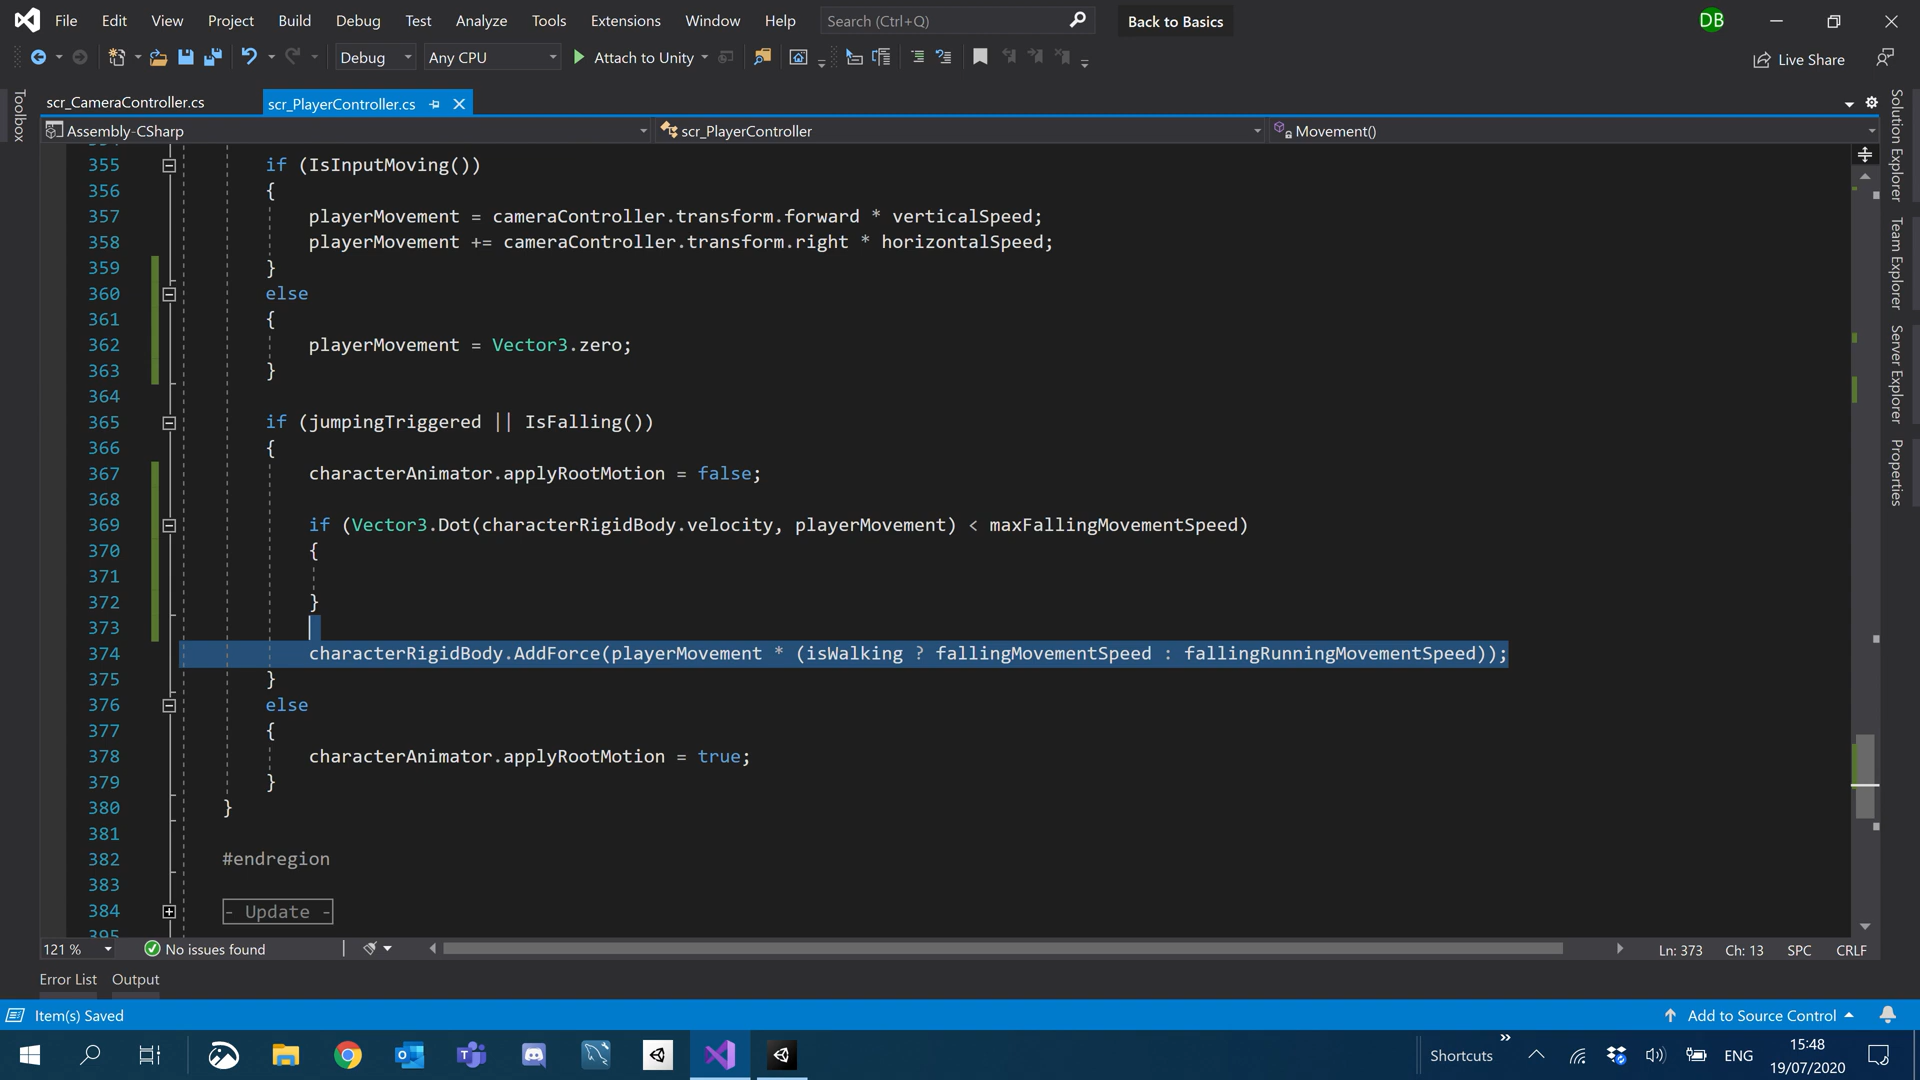 File Edit View Project Build Debug Test Analyze Tools Extensions Window Help Search (Ctrl+Q) Back to Basics DB
Debug Any CPU Attach to Unity Live Share
scr_CameraController.cs scr_PlayerController.cs
Assembly-CSharp scr_PlayerController Movement()
Toolbox
Solution Explorer
Team Explorer
Server Explorer
Properties
355 if (IsInputMoving())
356 {
357 playerMovement = cameraController.transform.forward * verticalSpeed;
358 playerMovement += cameraController.transform.right * horizontalSpeed;
359 }
360 else
361 {
362 playerMovement = Vector3.zero;
363 }
364
365 if (jumpingTriggered || IsFalling())
366 {
367 characterAnimator.applyRootMotion = false;
368
369 if (Vector3.Dot(characterRigidBody.velocity, playerMovement) < maxFallingMovementSpeed)
370 {
371
372 }
373
374 characterRigidBody.AddForce(playerMovement * (isWalking ? fallingMovementSpeed : fallingRunningMovementSpeed));
375 }
376 else
377 {
378 characterAnimator.applyRootMotion = true;
379 }
380 }
381
382 #endregion
383
384 - Update -
395
121 % No issues found Ln: 373 Ch: 13 SPC CRLF
Error List Output
Item(s) Saved Add to Source Control
Shortcuts ENG 15:48
19/07/2020